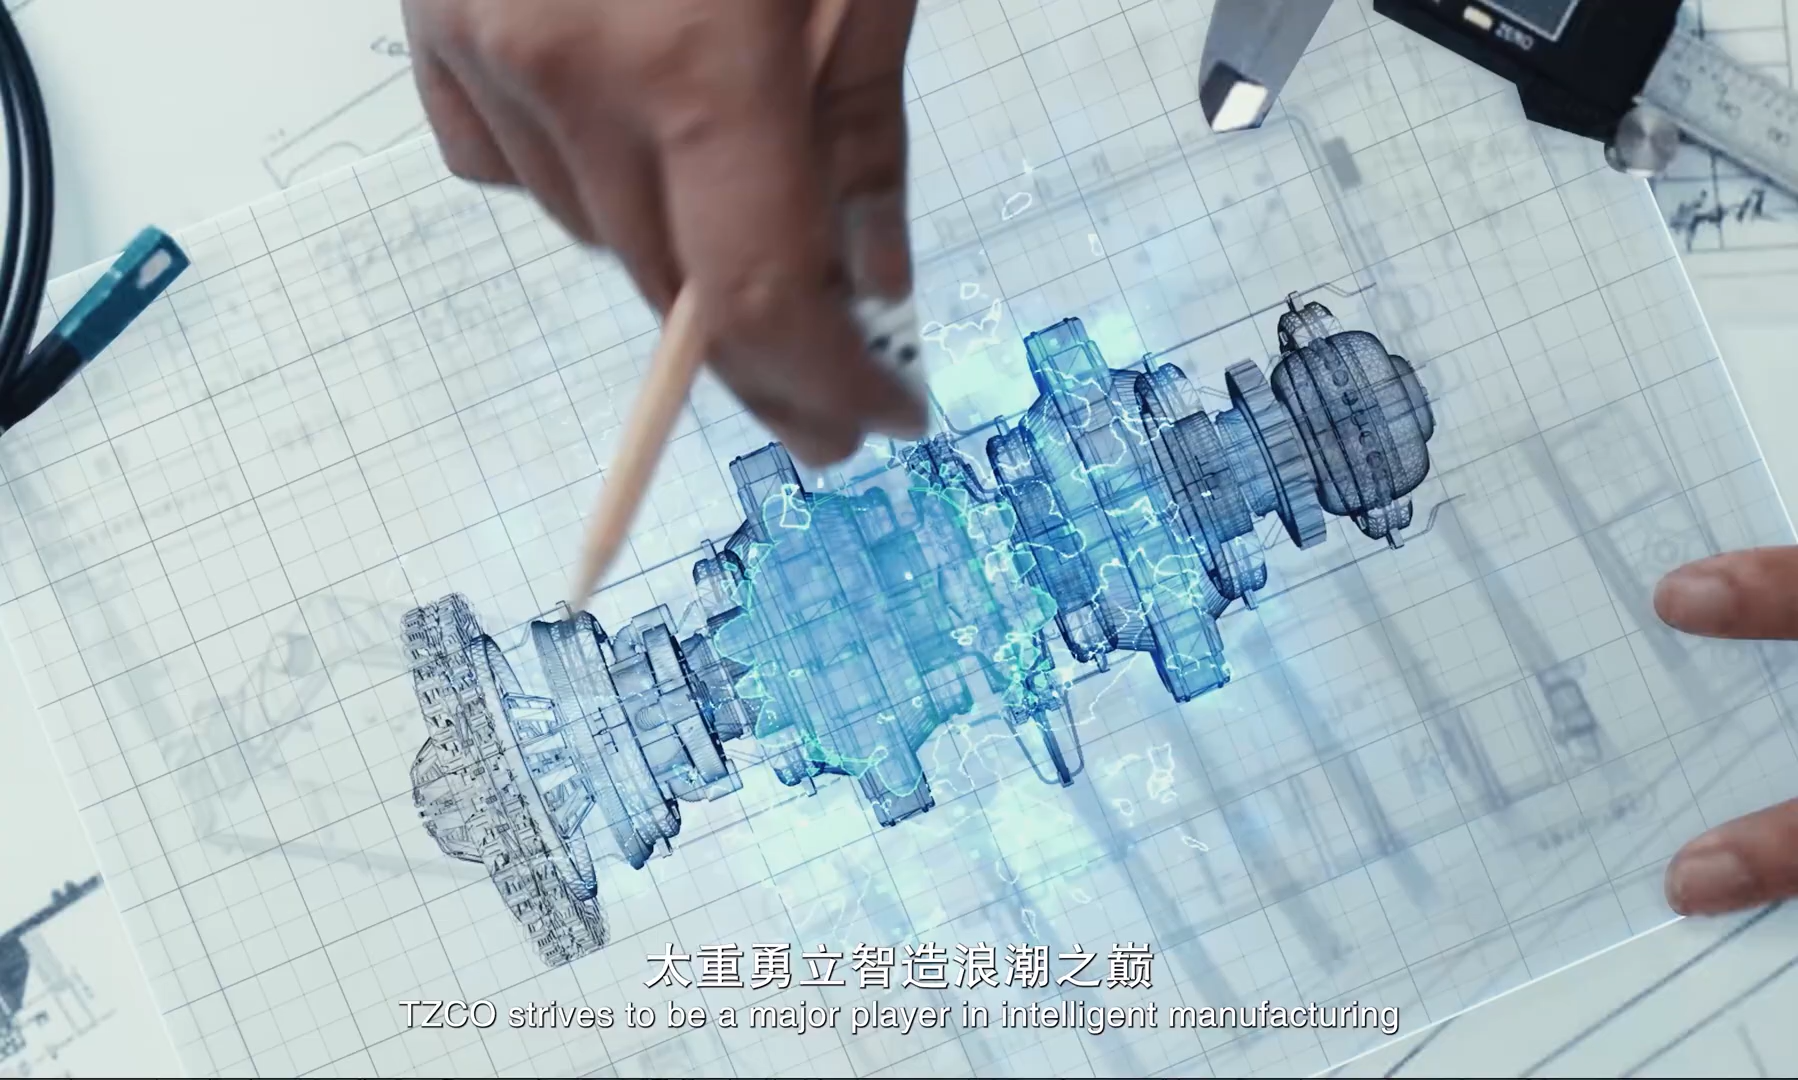 ZERO
太重勇立智造浪潮之巅
TZCO strives to be a major player in intelligent manufacturing